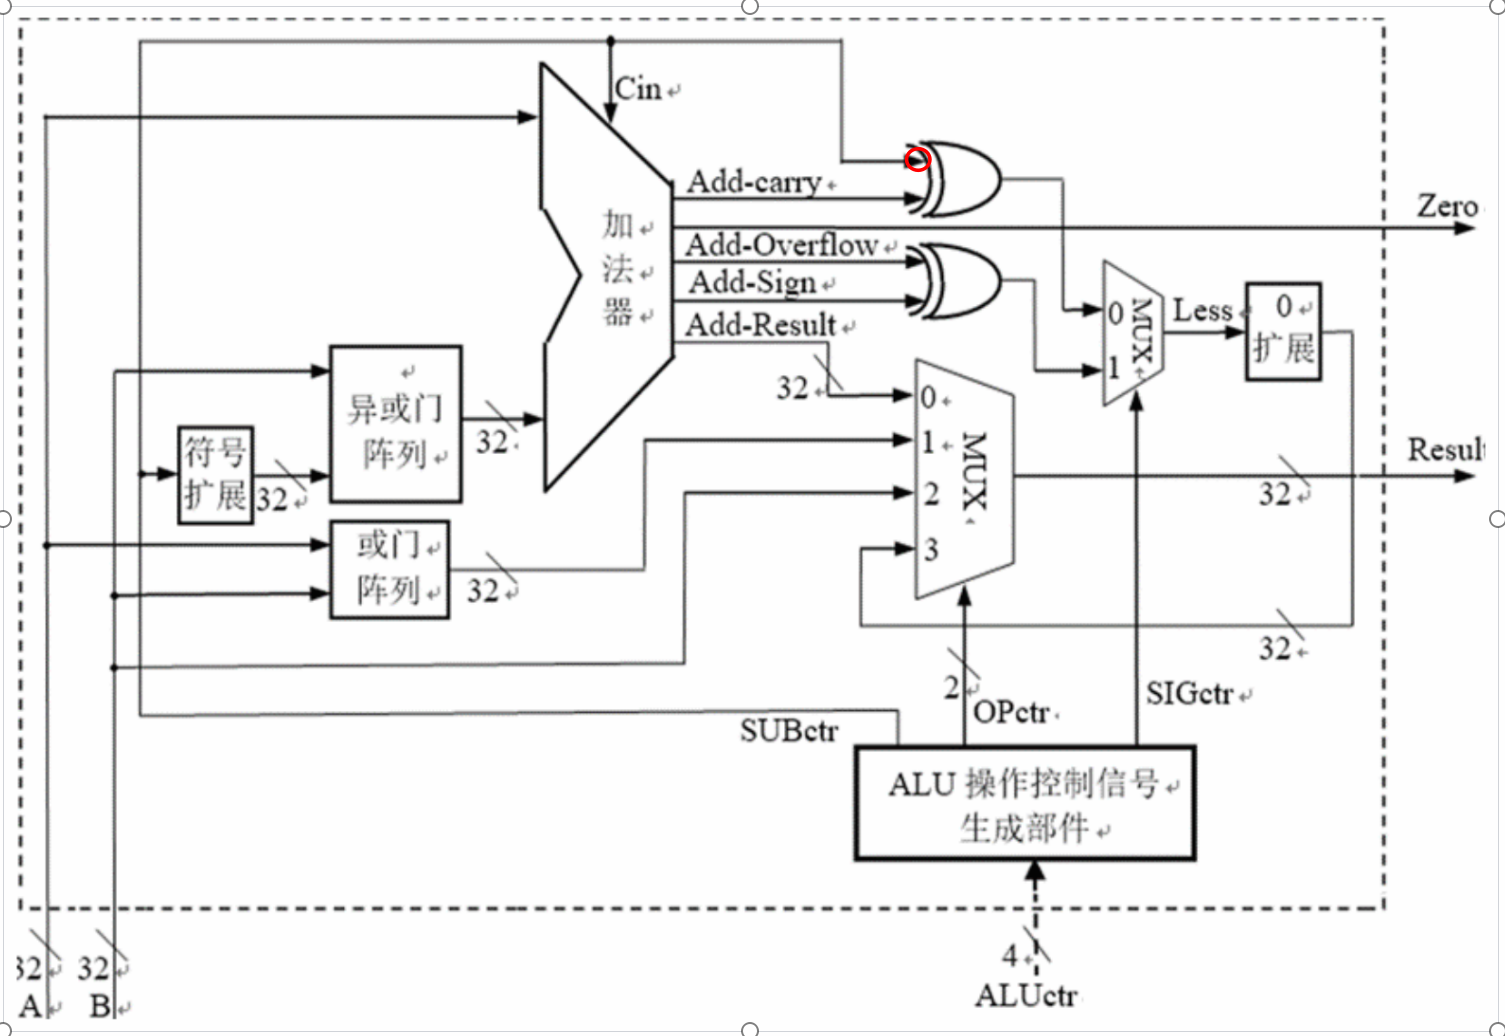 Cin
Add-carry
Zero
加
法
器
Add-Overflow
Add-Sign
Add-Result
0
1
MUX
Less
0
扩展
32
异或门
阵列
32
符号
扩展
32
或门
阵列
32
0
1
2
3
MUX
Result
32
32
2
OPctr
SIGctr
SUBctr
ALU 操作控制信号
生成部件
32
32
4
A
B
ALUctr